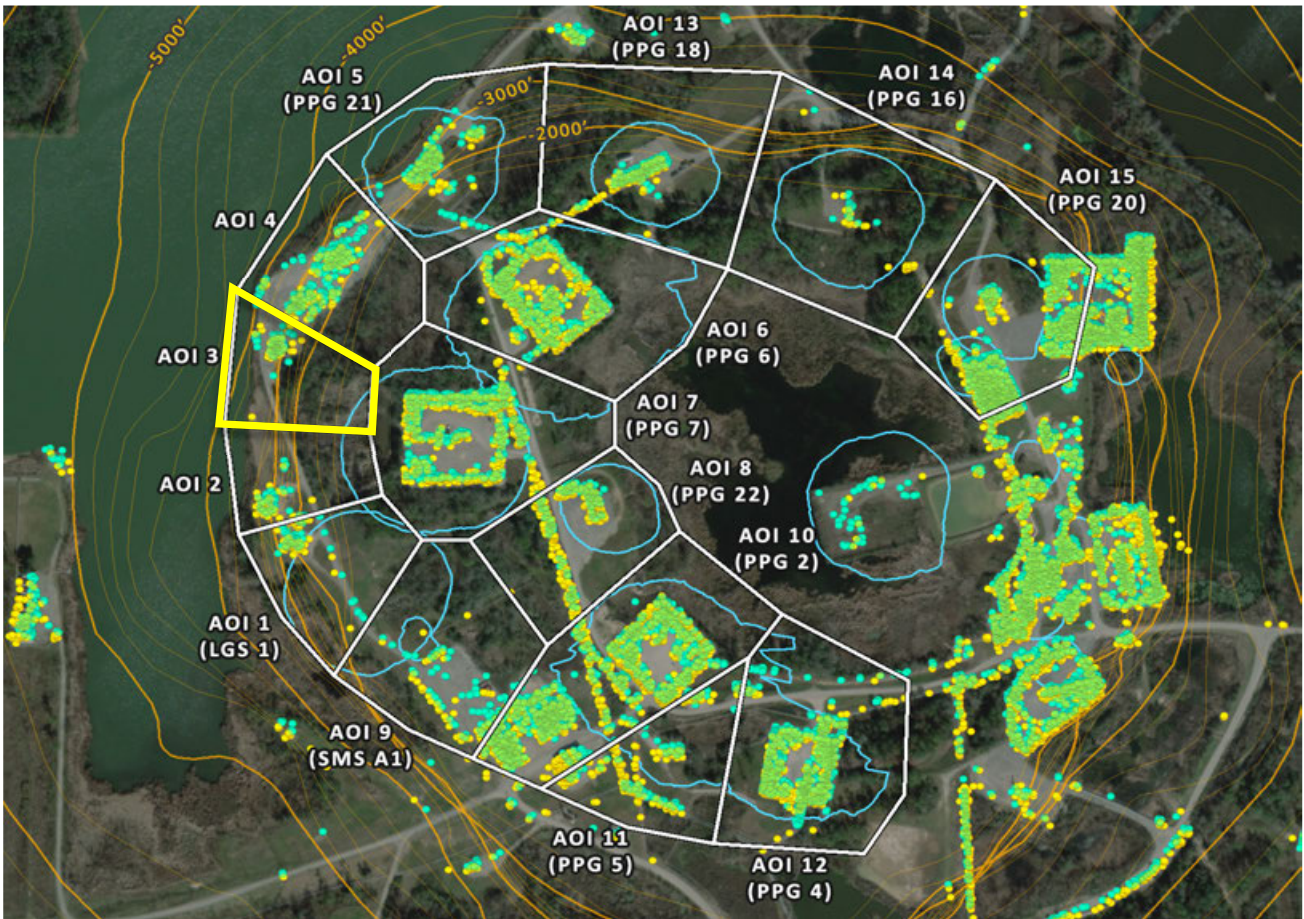 -5000'
-4000'
AOI 13
(PPG 18)
AOI 5
(PPG 21)
AOI 14
(PPG 16)
-3000'
-2000'
AOI 15
(PPG 20)
AOI 4
AOI 3
AOI 6
(PPG 6)
AOI 7
(PPG 7)
AOI 2
AOI 8
(PPG 22)
AOI 10
(PPG 2)
AOI 1
(LGS 1)
AOI 9
(SMS A1)
AOI 11
(PPG 5)
AOI 12
(PPG 4)